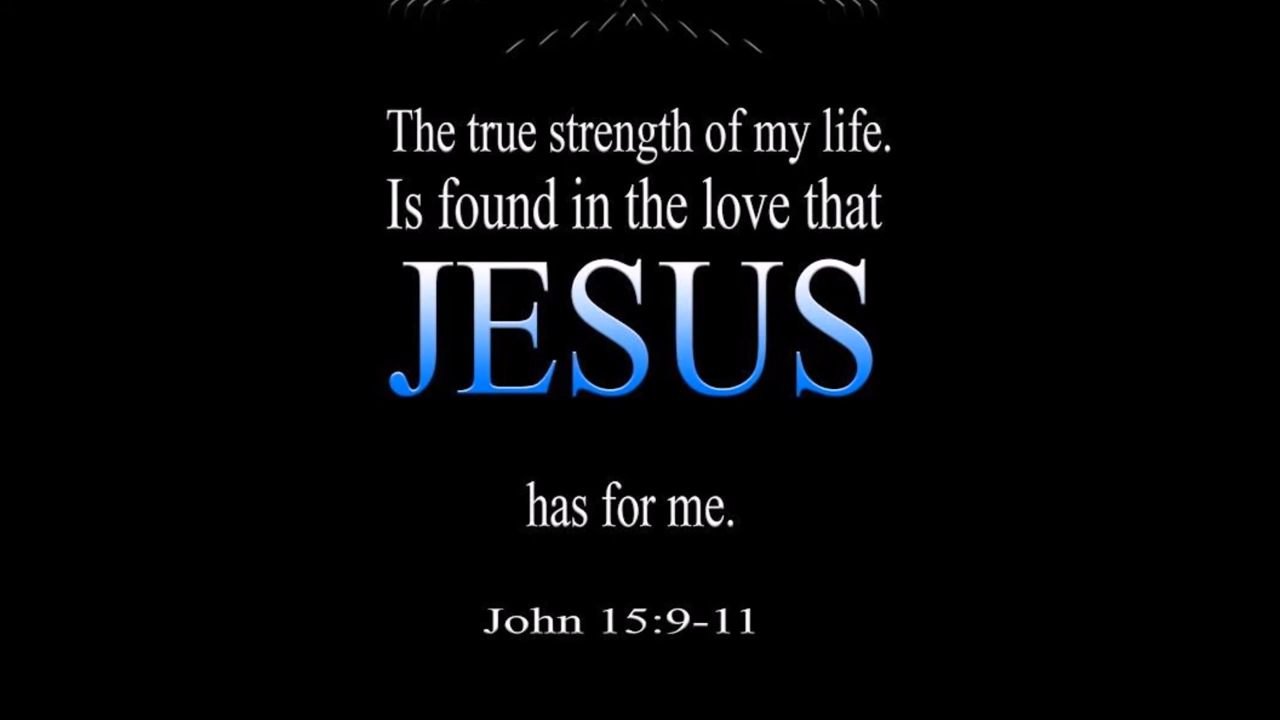 The true strength of my life.
Is found in the love that
JESUS
has for me.
John 15:9-11